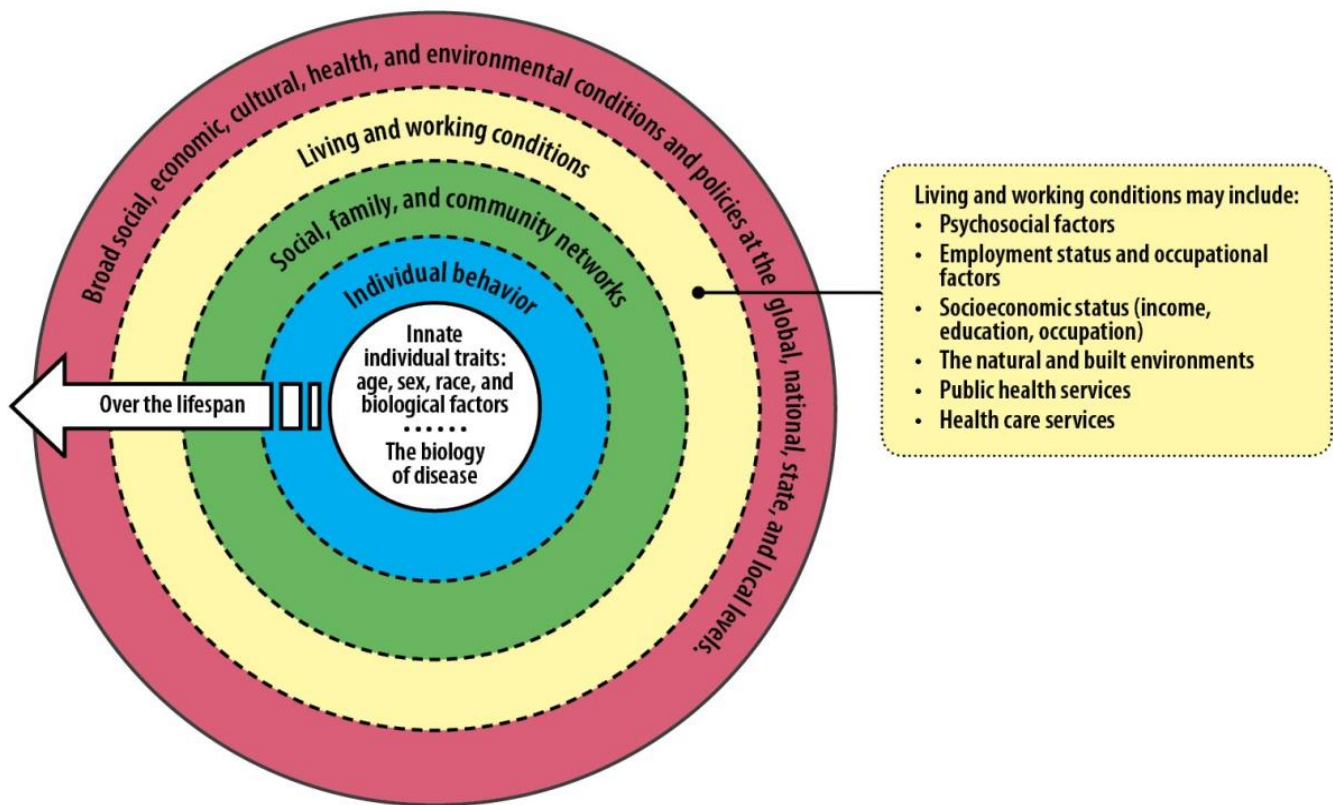 Broad social, economic, cultural, health, and environmental conditions and policies at the global, national, state, and local levels.
Living and working conditions
Social, family, and community networks
Individual behavior
Innate
individual traits:
age, sex, race, and
biological factors
......
The biology
of disease
Over the lifespan
Living and working conditions may include:
• Psychosocial factors
• Employment status and occupational
factors
• Socioeconomic status (income,
education, occupation)
• The natural and built environments
• Public health services
• Health care services